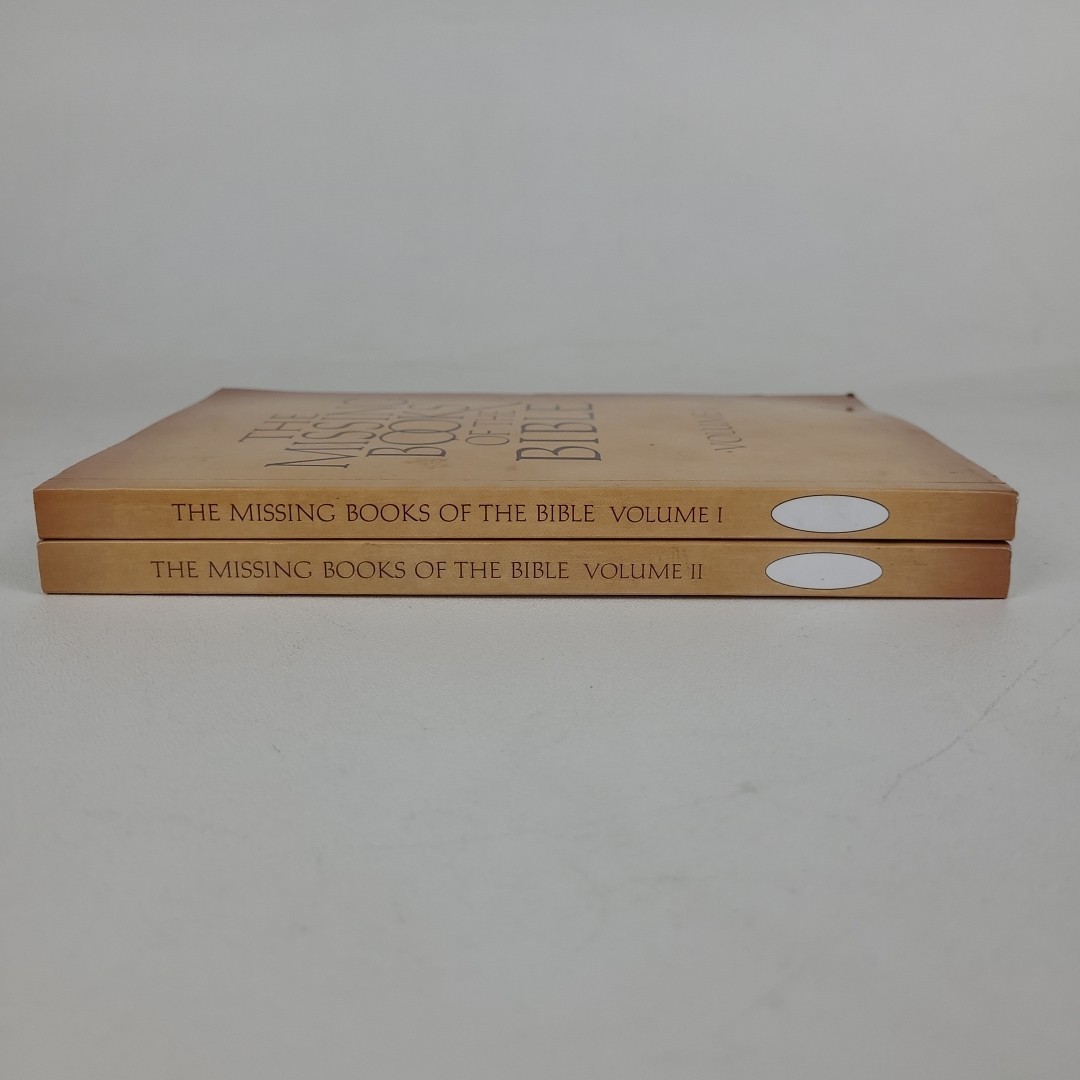 THE
MISSING
BOOKS
OF THE
BIBLE
VOLUME
THE MISSING BOOKS OF THE BIBLE VOLUME I
THE MISSING BOOKS OF THE BIBLE VOLUME II